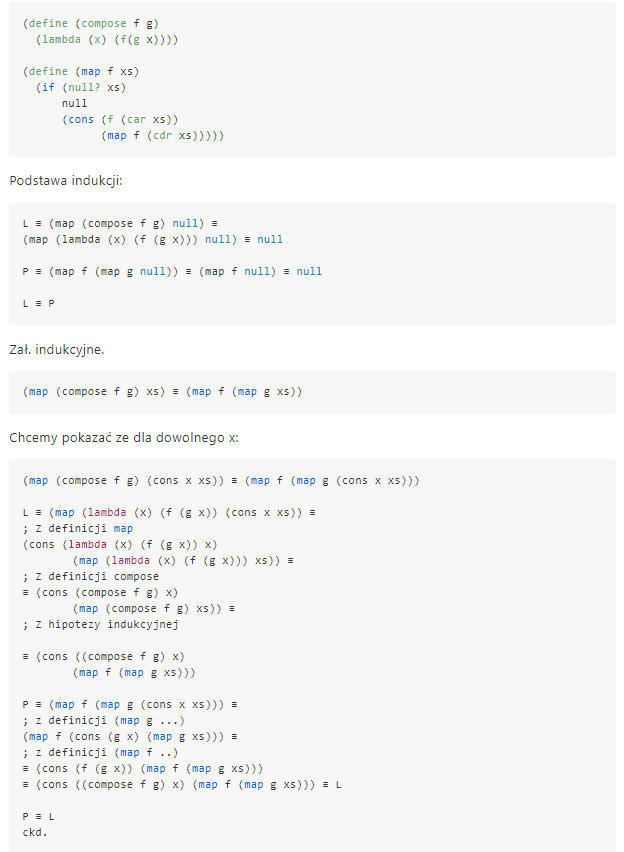 (define (compose f g)
  (lambda (x) (f(g x))))

(define (map f xs)
  (if (null? xs)
      null
      (cons (f (car xs))
            (map f (cdr xs)))))

Podstawa indukcji:

L ≡ (map (compose f g) null) ≡
(map (lambda (x) (f (g x))) null) ≡ null

P ≡ (map f (map g null)) ≡ (map f null) ≡ null

L ≡ P

Zał. indukcyjne.

(map (compose f g) xs) ≡ (map f (map g xs))

Chcemy pokazać ze dla dowolnego x:

(map (compose f g) (cons x xs)) ≡ (map f (map g (cons x xs)))

L ≡ (map (lambda (x) (f (g x)) (cons x xs)) ≡
; Z definicji map
(cons (lambda (x) (f (g x)) x)
        (map (lambda (x) (f (g x))) xs)) ≡
; Z definicji compose
≡ (cons (compose f g) x)
        (map (compose f g) xs)) ≡
; Z hipotezy indukcyjnej

≡ (cons ((compose f g) x)
        (map f (map g xs)))

P ≡ (map f (map g (cons x xs))) ≡
; z definicji (map g ...)
(map f (cons (g x) (map g xs))) ≡
; z definicji (map f ..)
≡ (cons (f (g x)) (map f (map g xs)))
≡ (cons ((compose f g) x) (map f (map g xs))) ≡ L

P ≡ L
ckd.